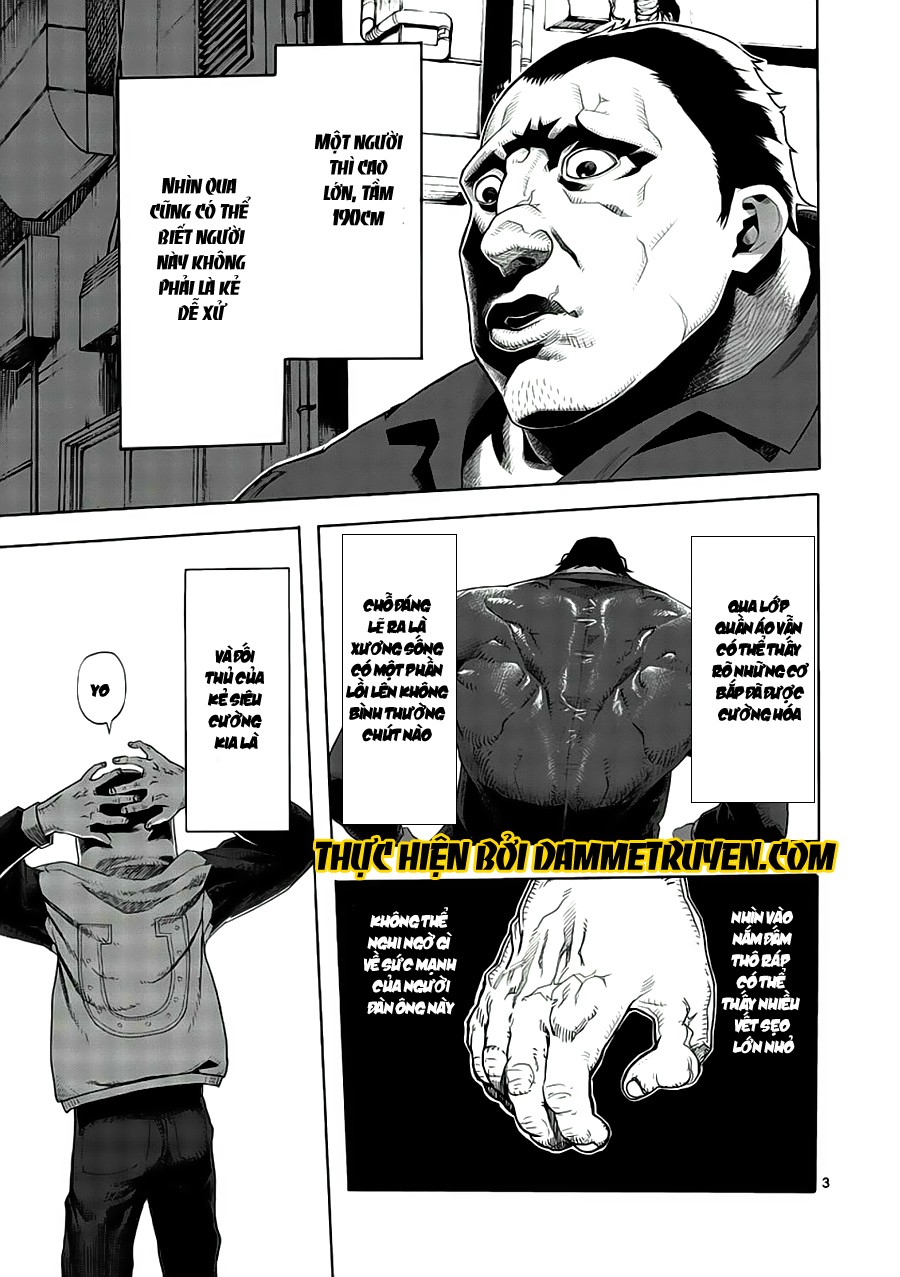 MỘT NGƯỜI
THÌ CAO
LỚN, TẦM
190CM
NHÌN QUA
CŨNG CÓ THỂ
BIẾT NGƯỜI
NÀY KHÔNG
PHẢI LÀ KẺ
DỄ XỬ
QUA LỚP
QUẦN ÁO VẪN
CÓ THỂ THẤY
RÕ NHỮNG CƠ
BẮP ĐÃ ĐƯỢC
CƯỜNG HÓA
CHỖ ĐÁNG
LẼ RA LÀ
XƯƠNG SỐNG
CÓ MỘT PHẦN
LỒI LÊN KHÔNG
BÌNH THƯỜNG
CHÚT NÀO
THỰC HIỆN BỞI DAMMETRUYEN.COM
NHÌN VÀO
NẮM ĐẤM
THÔ RÁP
CÓ THỂ
THẤY NHIỀU
VẾT SẸO
LỚN NHỎ
KHÔNG THỂ
NGHI NGỜ GÌ
VỀ SỨC MẠNH
CỦA NGƯỜI
ĐÀN ÔNG NÀY
VÀ ĐỐI
THỦ CỦA
KẺ SIÊU
CƯỜNG
KIA LÀ
YO
3